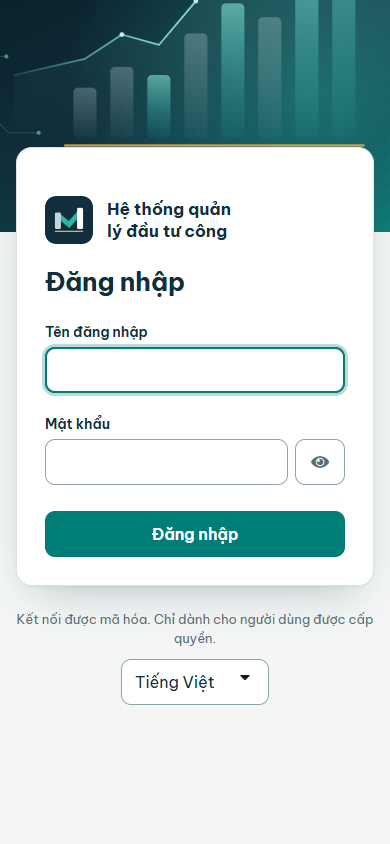 Hệ thống quản
lý đầu tư công
Đăng nhập
Tên đăng nhập
Mật khẩu
Đăng nhập
Kết nối được mã hóa. Chỉ dành cho người dùng được cấp
quyền.
Tiếng Việt